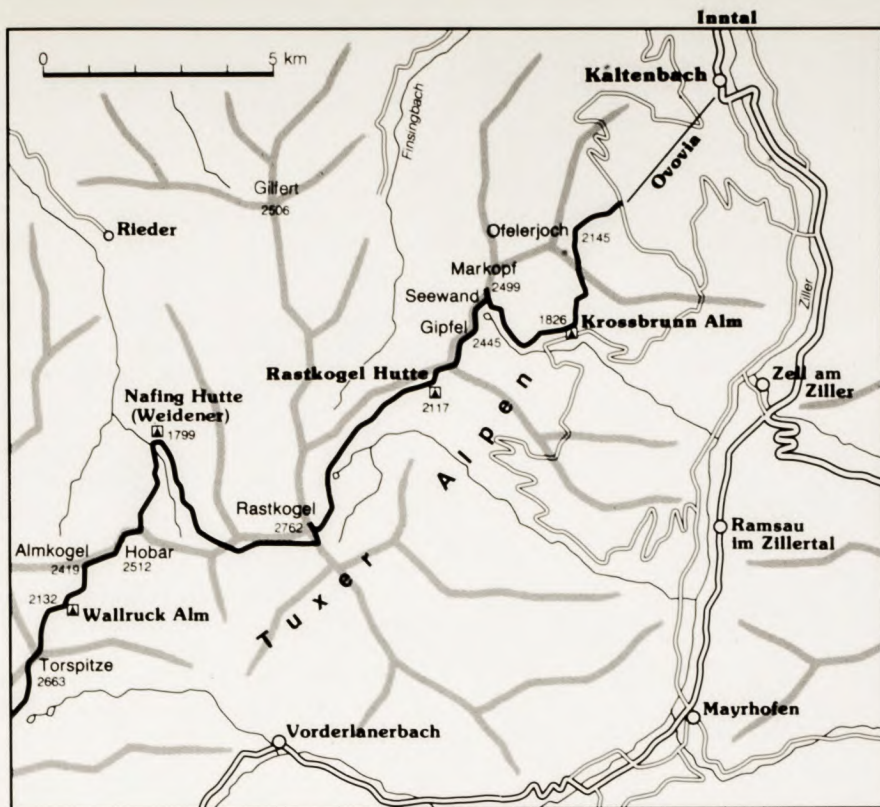 Inntal
0 5 km
Kaltenbach
Finsingbach
Ovovia
Gilfert
2506
Rieder
Ofelerjoch
2145
Markopf
2499
Seewand
Ziller
Gipfel
2445
1826
Krossbrunn Alm
Rastkogel Hutte
2117
Zell am
Ziller
Nafing Hutte
(Weidener)
1799
Alpen
Rastkogel
2762
Ramsau
im Zillertal
Almkogel
2419
Hobar
2512
2132
Wallruck Alm
Tuxer
Torspitze
2663
Mayrhofen
Vorderlanerbach